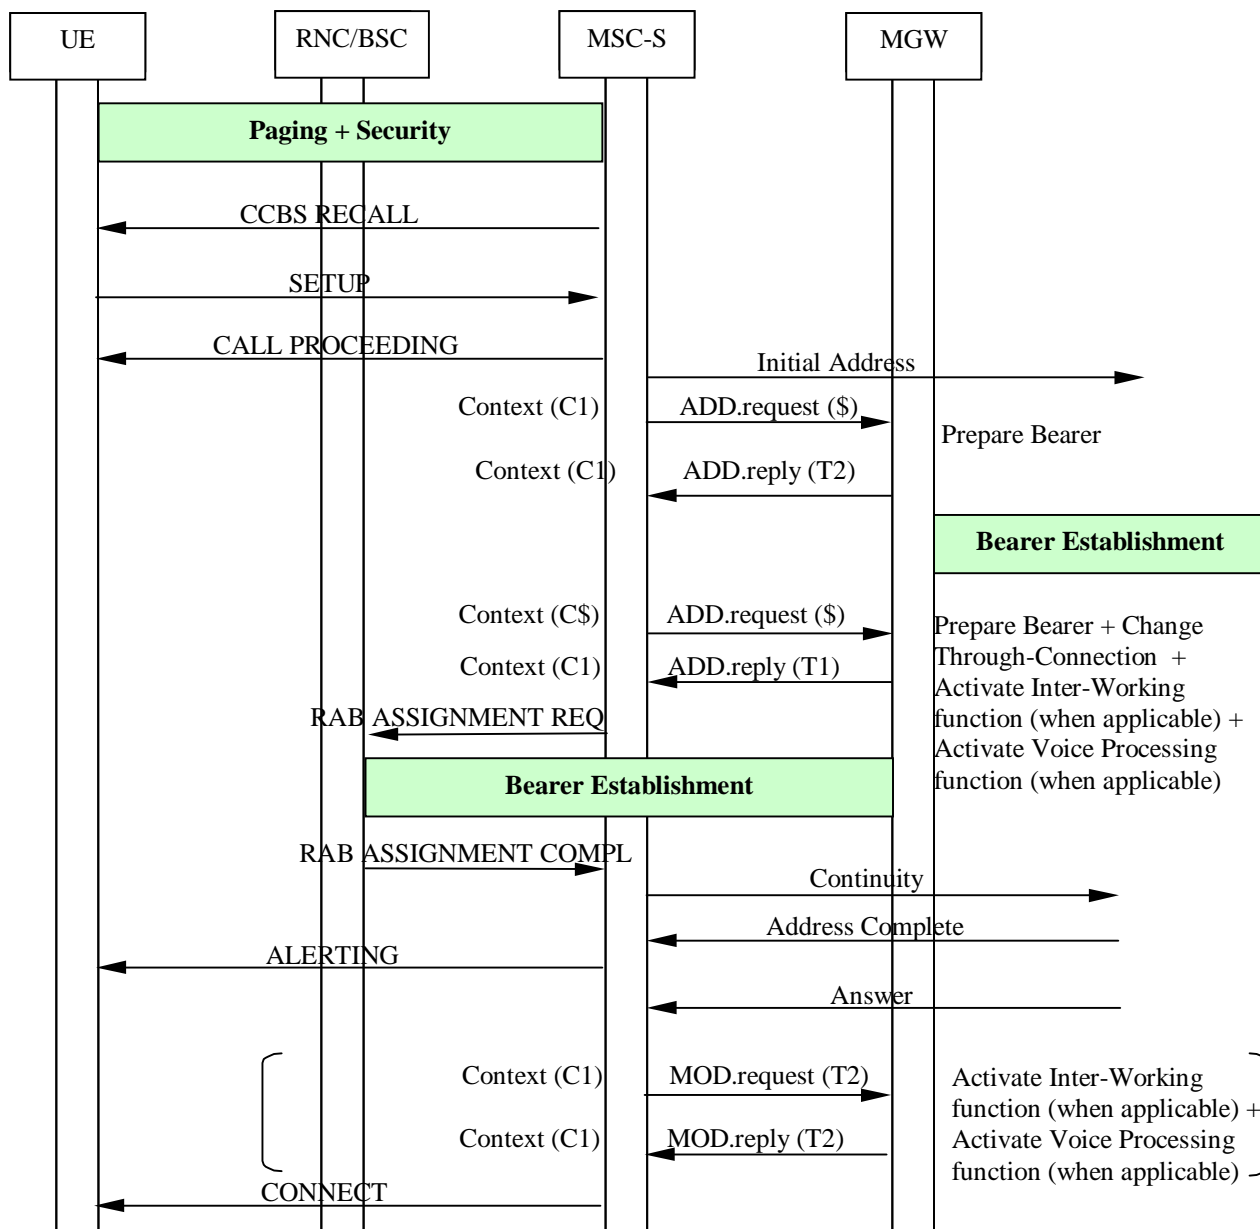 UE
RNC/BSC
MSC-S
MGW
Paging + Security
CCBS RECALL
SETUP
CALL PROCEEDING
Initial Address
Context (C1)
ADD.request ($)
Prepare Bearer
Context (C1)
ADD.reply (T2)
Bearer Establishment
Context (C$)
ADD.request ($)
Context (C1)
ADD.reply (T1)
Prepare Bearer + Change
Through-Connection +
Activate Inter-Working
function (when applicable) +
Activate Voice Processing
function (when applicable)
RAB ASSIGNMENT REQ
Bearer Establishment
RAB ASSIGNMENT COMPL
Continuity
Address Complete
ALERTING
Answer
Context (C1)
MOD.request (T2)
Context (C1)
MOD.reply (T2)
Activate Inter-Working
function (when applicable) +
Activate Voice Processing
function (when applicable)
CONNECT